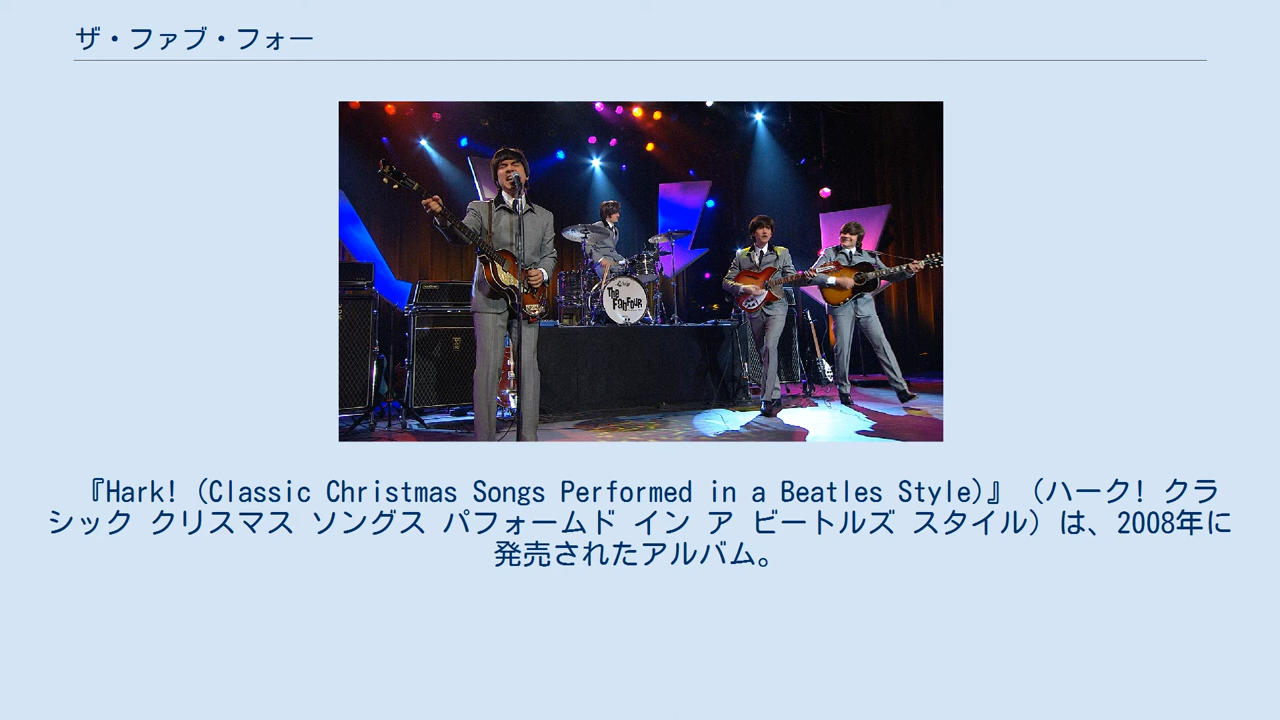 ザ・ファブ・フォー
The FabFour
『Hark! (Classic Christmas Songs Performed in a Beatles Style)』（ハーク! クラ
シック クリスマス ソングス パフォームド イン ア ビートルズ スタイル）は、2008年に
発売されたアルバム。